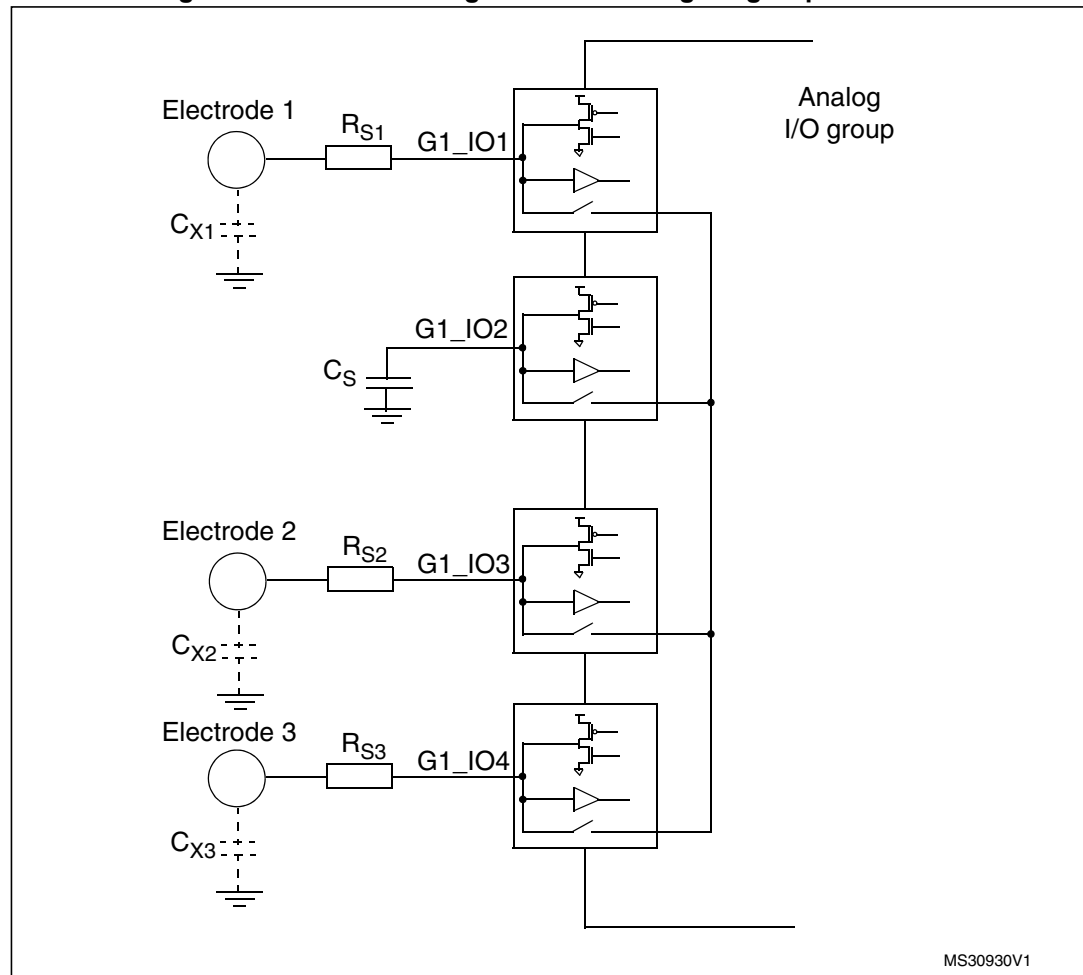 Electrode 1
RS1
G1_IO1
CX1
Analog
I/O group
G1_IO2
CS
Electrode 2
RS2
G1_IO3
CX2
Electrode 3
RS3
G1_IO4
CX3
MS30930V1